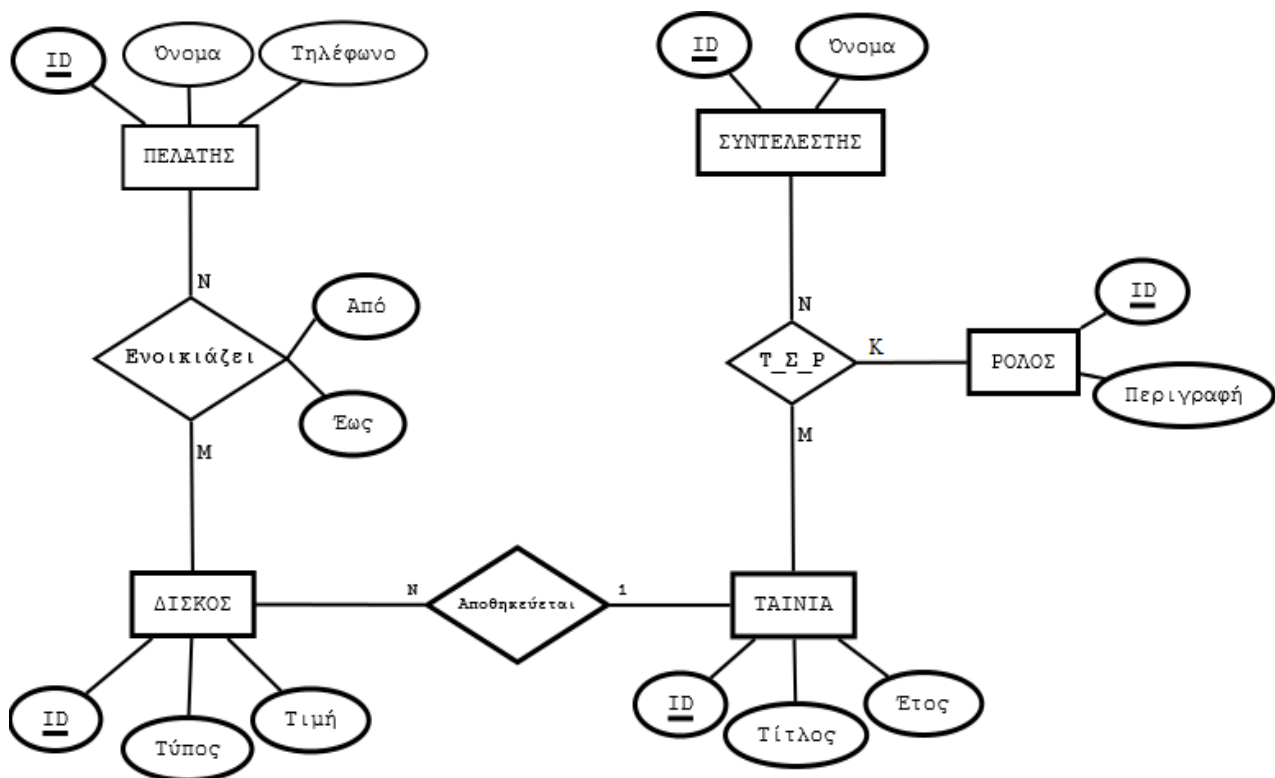 ID
Όνομα
Τηλέφωνο
ΠΕΛΑΤΗΣ
N
Ενοικιάζει
Από
Έως
M
ΔΙΣΚΟΣ
ID
Τύπος
Τιμή
N
Αποθηκεύεται
1
ID
Όνομα
ΣΥΝΤΕΛΕΣΤΗΣ
N
Τ_Σ_Ρ
K
ΡΟΛΟΣ
ID
Περιγραφή
M
ΤΑΙΝΙΑ
ID
Τίτλος
Έτος